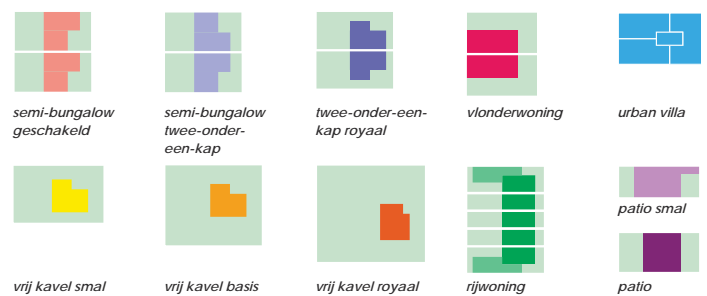 semi-bungalow
geschakeld
semi-bungalow
twee-onder-
een-kap
twee-onder-een-
kap royaal
vlonderwoning
urban villa
vrij kavel smal
vrij kavel basis
vrij kavel royaal
rijwoning
patio smal
patio